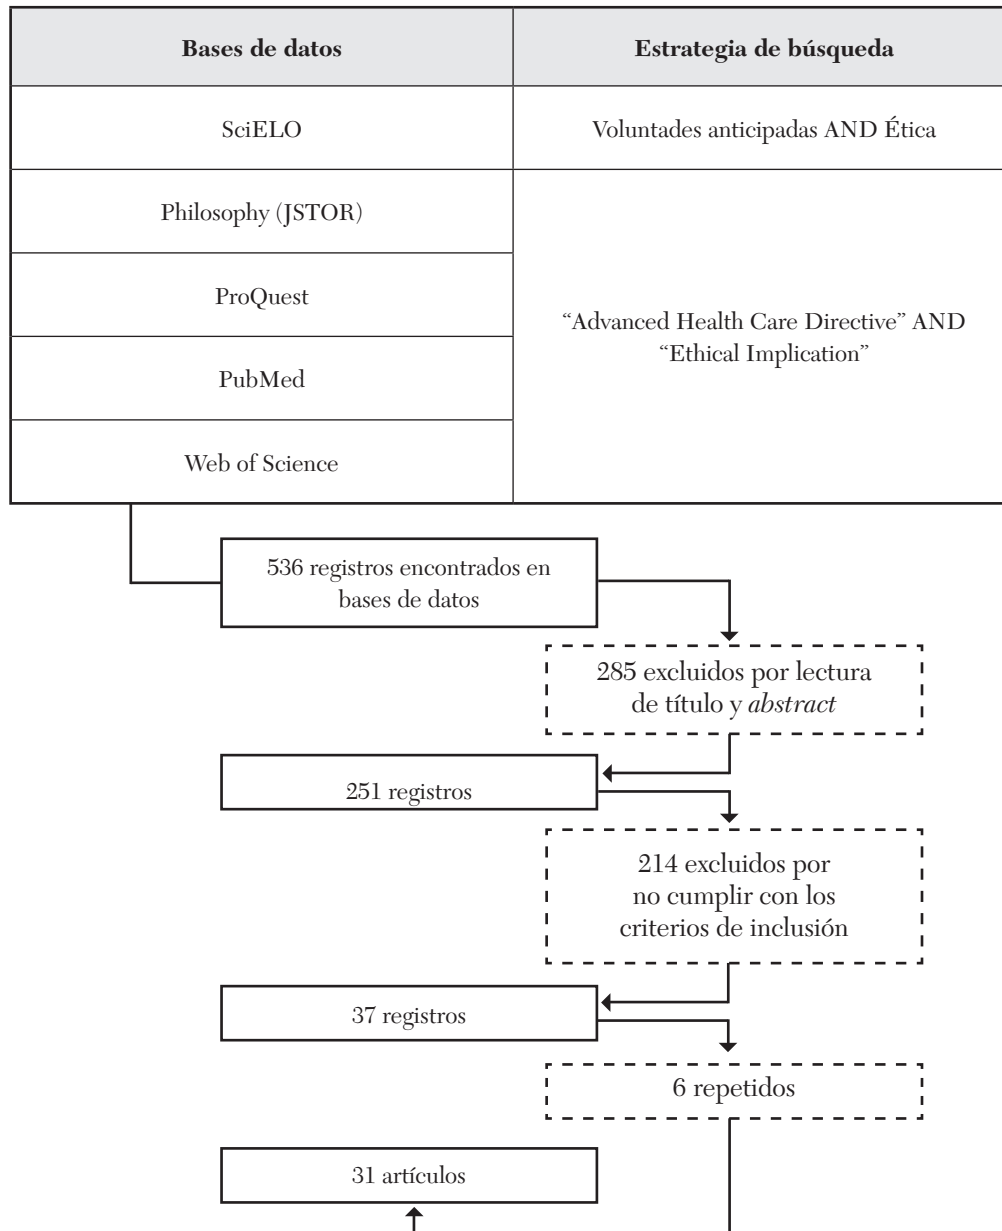 Bases de datos
Estrategia de búsqueda
SciELO
Voluntades anticipadas AND Ética
Philosophy (JSTOR)
ProQuest
PubMed
Web of Science
“Advanced Health Care Directive” AND
“Ethical Implication”
536 registros encontrados en
bases de datos
285 excluidos por lectura
de título y abstract
251 registros
214 excluidos por
no cumplir con los
criterios de inclusión
37 registros
6 repetidos
31 artículos